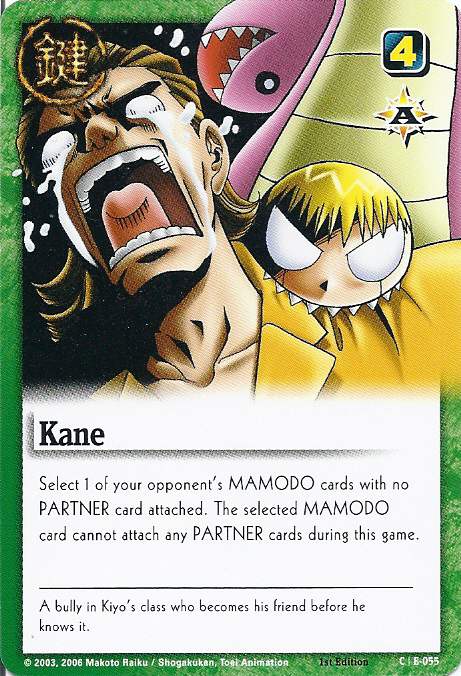 鍵
4
A
Kane
Select 1 of your opponent's MAMODO cards with no
PARTNER card attached. The selected MAMODO
card cannot attach any PARTNER cards during this game.
A bully in Kiyo's class who becomes his friend before he
knows it.
© 2003, 2006 Makoto Raiku / Shogakukan, Toei Animation 1st Edition C | E-055